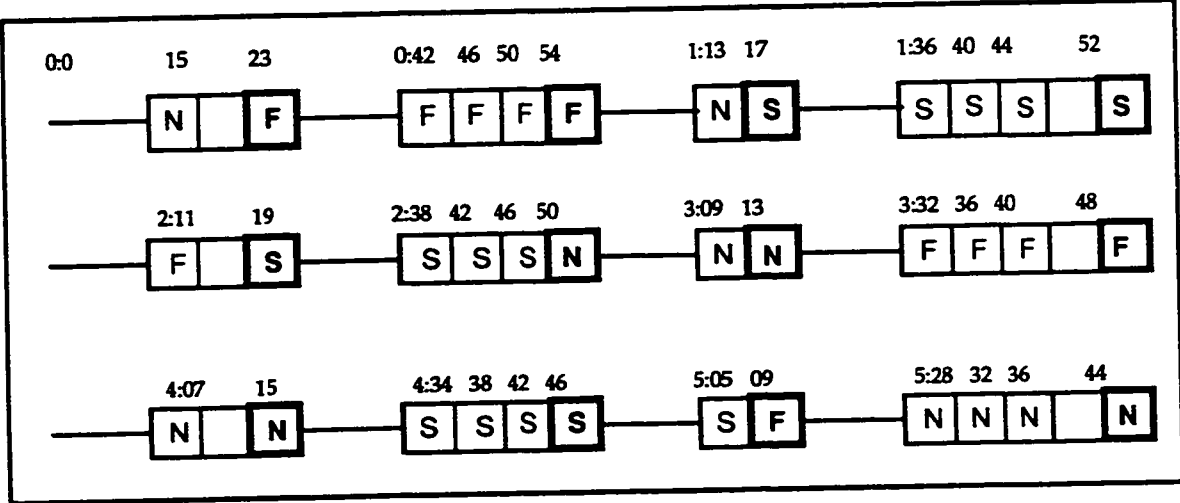 0:0 15 23 0:42 46 50 54 1:13 17 1:36 40 44 52
N F F F F F N S S S S S
2:11 19 2:38 42 46 50 3:09 13 3:32 36 40 48
F S S S S N N N F F F F
4:07 15 4:34 38 42 46 5:05 09 5:28 32 36 44
N N S S S S S F N N N N